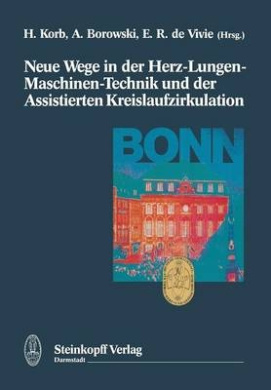 H. Korb, A. Borowski, E. R. de Vivie (Hrsg.)
Neue Wege in der Herz-Lungen-
Maschinen-Technik und der
Assistierten Kreislaufzirkulation
BONN
Steinkopff Verlag
Darmstadt